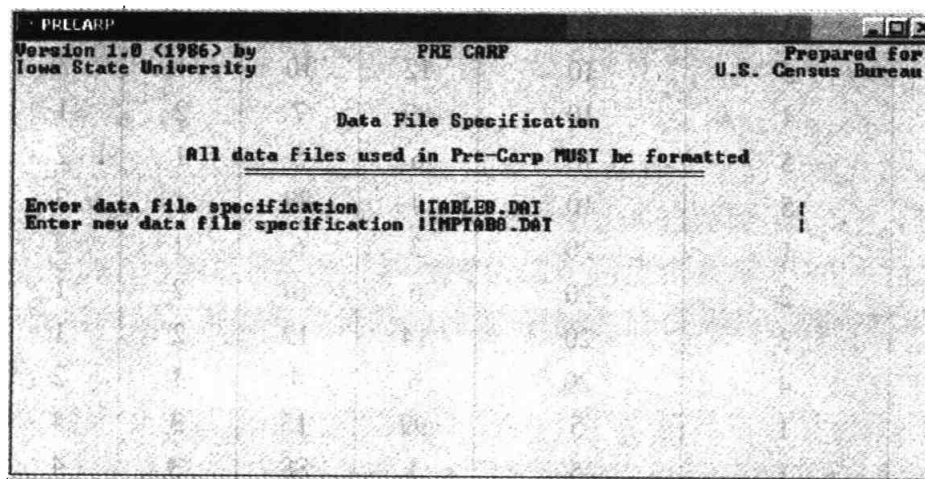 PRECARP
Version 1.0 (1986) by PRE CARP Prepared for
Iowa State University U.S. Census Bureau
Data File Specification
All data files used in Pre-Carp MUST be formatted
Enter data file specification |TABLE8.DAT |
Enter new data file specification |IMPTAB8.DAT |